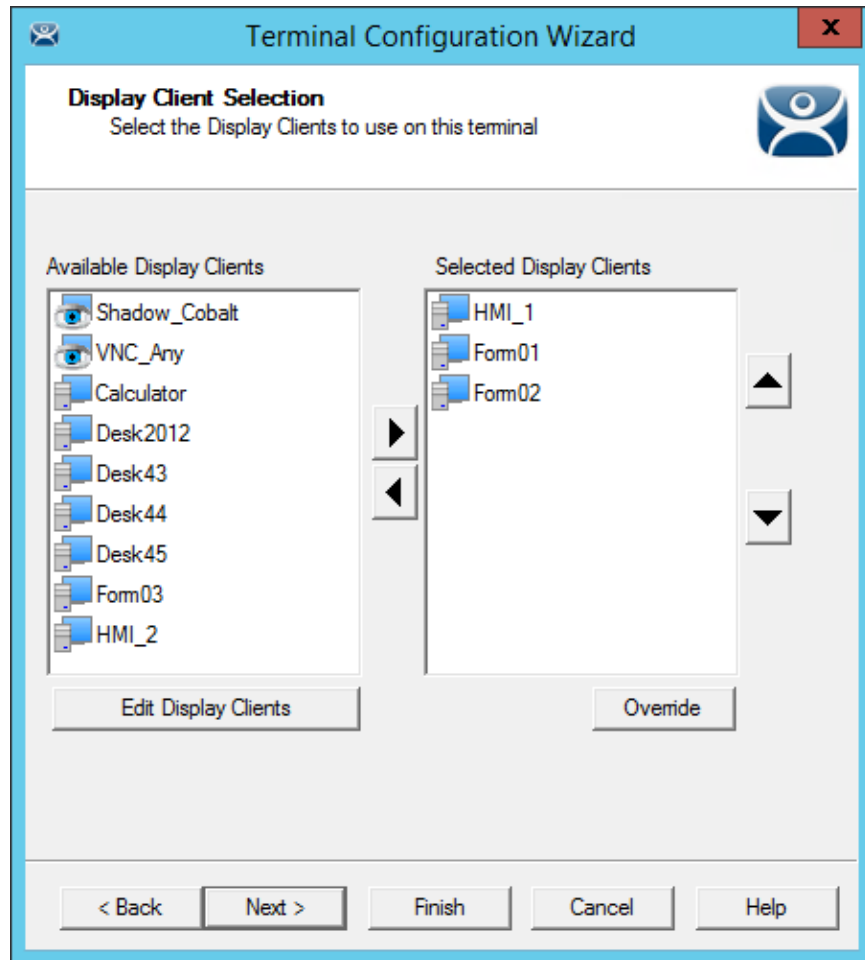 Terminal Configuration Wizard
x
Display Client Selection
Select the Display Clients to use on this terminal
Available Display Clients
Selected Display Clients
Shadow_Cobalt
VNC_Any
Calculator
Desk2012
Desk43
Desk44
Desk45
Form03
HMI_2
HMI_1
Form01
Form02
Edit Display Clients
Override
< Back
Next >
Finish
Cancel
Help